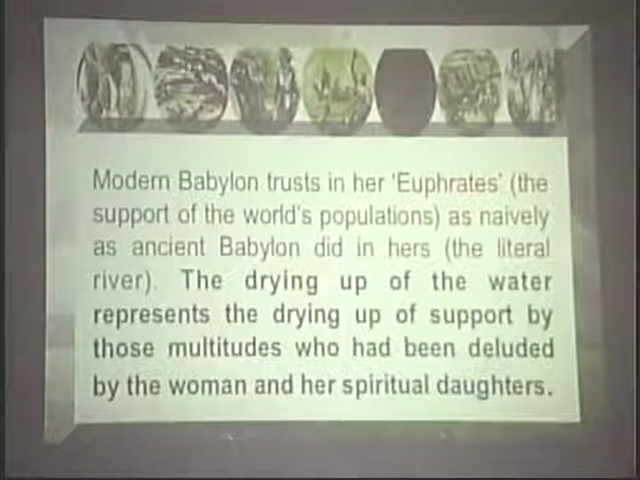 Modern Babylon trusts in her 'Euphrates' (the
support of the world's populations) as naively
as ancient Babylon did in hers (the literal
river). The drying up of the water
represents the drying up of support by
those multitudes who had been deluded
by the woman and her spiritual daughters.